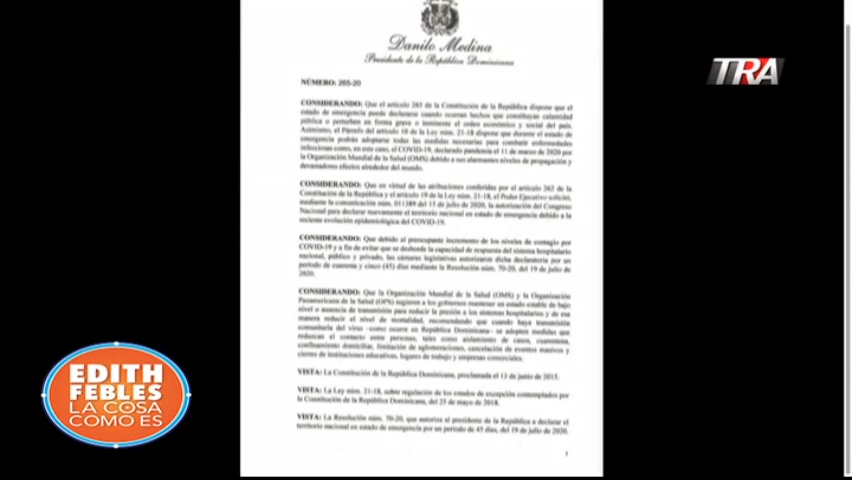 Danilo Medina
Presidente de la República Dominicana
NÚMERO: 265-20
CONSIDERANDO: Que el artículo 265 de la Constitución de la República dispone que el
estado de emergencia puede declararse cuando ocurran hechos que constituyan calamidad
pública o perturben en forma grave o inminente el orden económico y social del país.
Asimismo, el Párrafo del artículo 10 de la Ley núm. 21-18 dispone que durante el estado de
emergencia podrán adoptarse todas las medidas necesarias para combatir enfermedades
infecciosas como, en este caso, el COVID-19, declarado pandemia el 11 de marzo de 2020 por
la Organización Mundial de la Salud (OMS) debido a sus alarmantes niveles de propagación y
devastadores efectos alrededor del mundo.
CONSIDERANDO: Que en virtud de las atribuciones conferidas por el artículo 262 de la
Constitución de la República y el artículo 19 de la Ley núm. 21-18, el Poder Ejecutivo solicitó,
mediante la comunicación núm. 011389 del 15 de julio de 2020, la autorización del Congreso
Nacional para declarar nuevamente el territorio nacional en estado de emergencia debido a la
reciente evolución epidemiológica del COVID-19.
CONSIDERANDO: Que debido al preocupante incremento de los niveles de contagio por
COVID-19 y a fin de evitar que se desborde la capacidad de respuesta del sistema hospitalario
nacional, público y privado, las cámaras legislativas autorizaron dicha declaratoria por un
período de cuarenta y cinco (45) días mediante la Resolución núm. 70-20, del 19 de julio de
2020.
CONSIDERANDO: Que la Organización Mundial de la Salud (OMS) y la Organización
Panamericana de la Salud (OPS) sugieren a los gobiernos mantener un estado estable de bajo
nivel o ausencia de transmisión para reducir la presión a los sistemas hospitalarios y de esa
manera reducir el nivel de mortalidad, recomendando que cuando haya transmisión
comunitaria del virus –como ocurre en República Dominicana– se adopten medidas que
reduzcan el contacto entre personas, tales como aislamiento de casos, cuarentena,
confinamiento domiciliar, limitación de aglomeraciones, cancelación de eventos masivos y
cierres de instituciones educativas, lugares de trabajo y empresas comerciales.
VISTA: La Constitución de la República Dominicana, proclamada el 13 de junio de 2015.
VISTA: La Ley núm. 21-18, sobre regulación de los estados de excepción contemplados por
la Constitución de la República Dominicana, del 25 de mayo de 2018.
VISTA: La Resolución núm. 70-20, que autoriza al presidente de la República a declarar el
territorio nacional en estado de emergencia por un período de 45 días, del 19 de julio de 2020.
1
TRA
EDITH
FEBLES
LA COSA
COMO ES